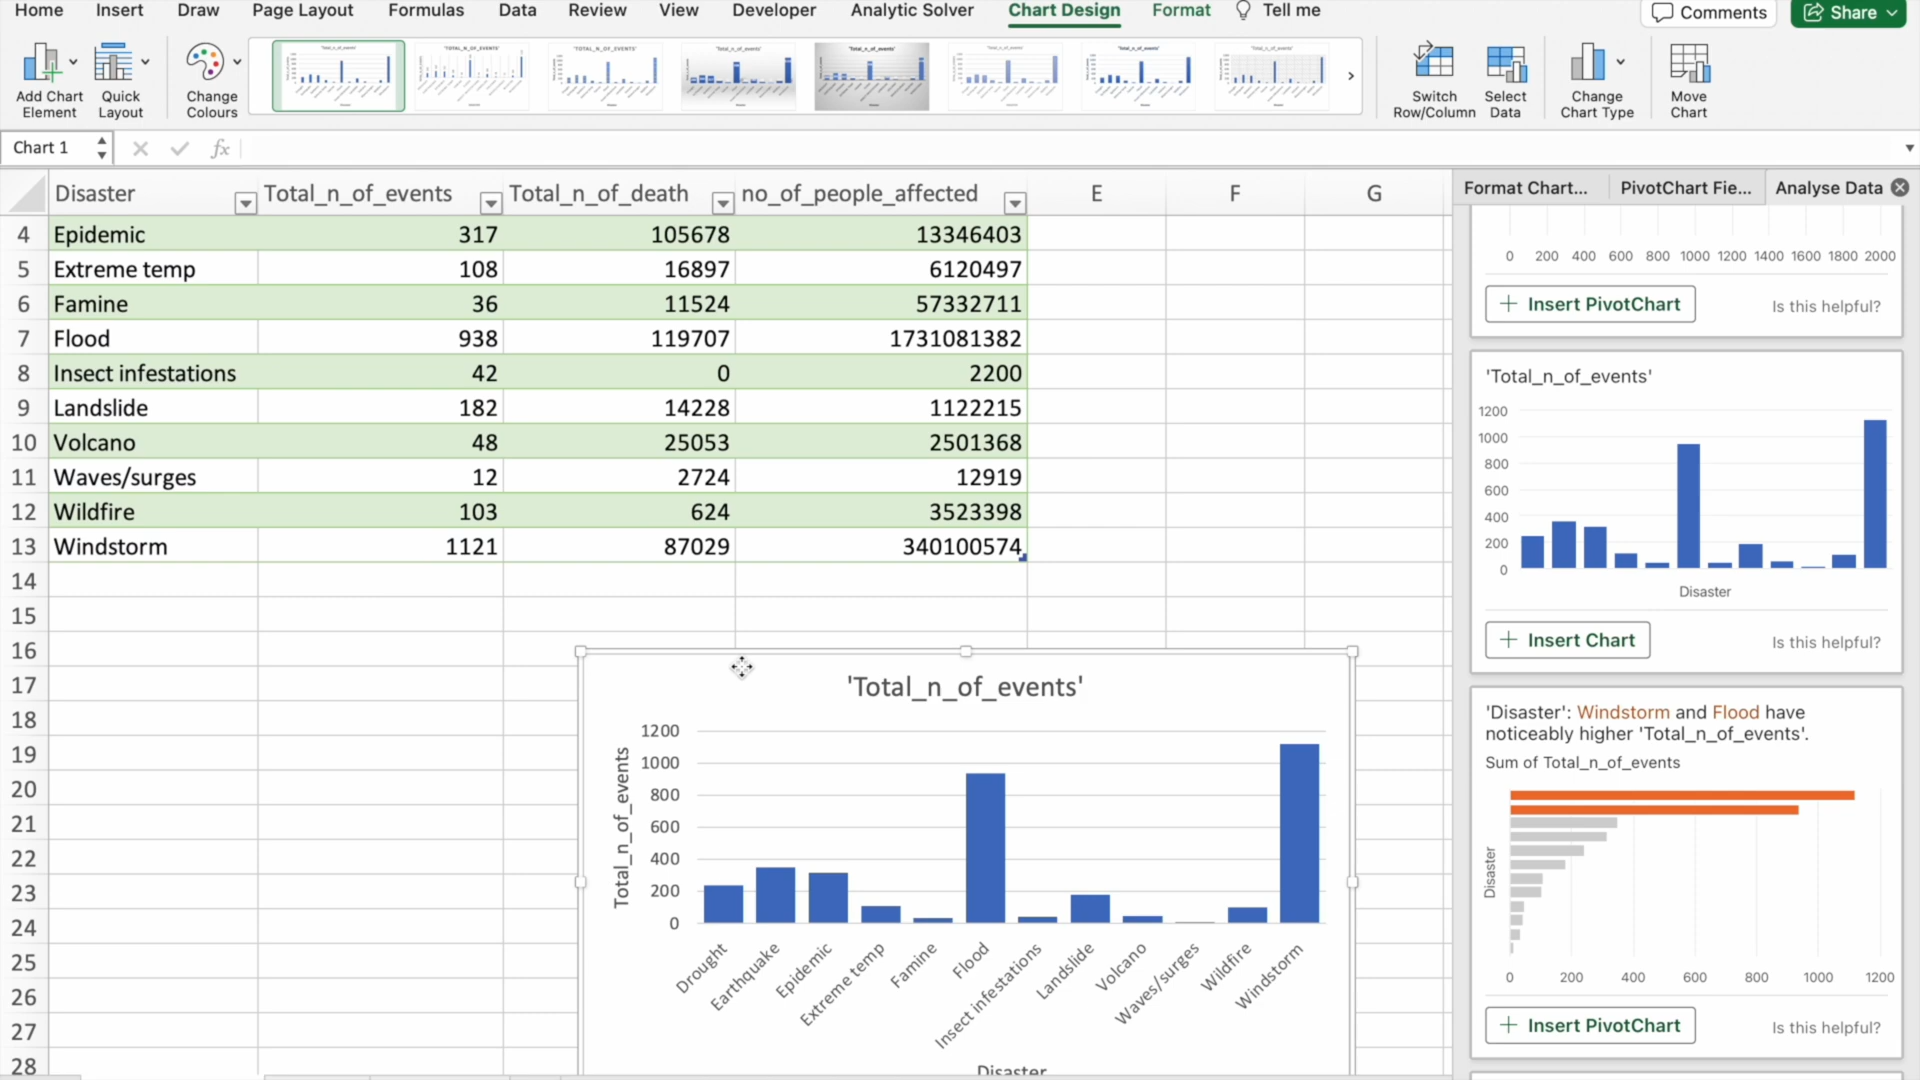 Home Insert Draw Page Layout Formulas Data Review View Developer Analytic Solver Chart Design Format Tell me Comments Share
Add Chart Element
Quick Layout
Change Colours
Switch Row/Column
Select Data
Change Chart Type
Move Chart
Chart 1
fx
Disaster Total_n_of_events Total_n_of_death no_of_people_affected E F G
4 Epidemic 317 105678 13346403
5 Extreme temp 108 16897 6120497
6 Famine 36 11524 57332711
7 Flood 938 119707 1731081382
8 Insect infestations 42 0 2200
9 Landslide 182 14228 1122215
10 Volcano 48 25053 2501368
11 Waves/surges 12 2724 12919
12 Wildfire 103 624 3523398
13 Windstorm 1121 87029 340100574
14
15
16
17
18
19
20
21
22
23
24
25
26
27
28
'Total_n_of_events'
Total_n_of_events
1200
1000
800
600
400
200
0
Drought Earthquake Epidemic Extreme temp Famine Flood Insect infestations Landslide Volcano Waves/surges Wildfire Windstorm
Disaster
Format Chart... PivotChart Fie... Analyse Data
0 200 400 600 800 1000 1200 1400 1600 1800 2000
Insert PivotChart Is this helpful?
'Total_n_of_events'
1200
1000
800
600
400
200
0
Disaster
Insert Chart Is this helpful?
'Disaster': Windstorm and Flood have
noticeably higher 'Total_n_of_events'.
Sum of Total_n_of_events
Disaster
0 200 400 600 800 1000 1200
Insert PivotChart Is this helpful?